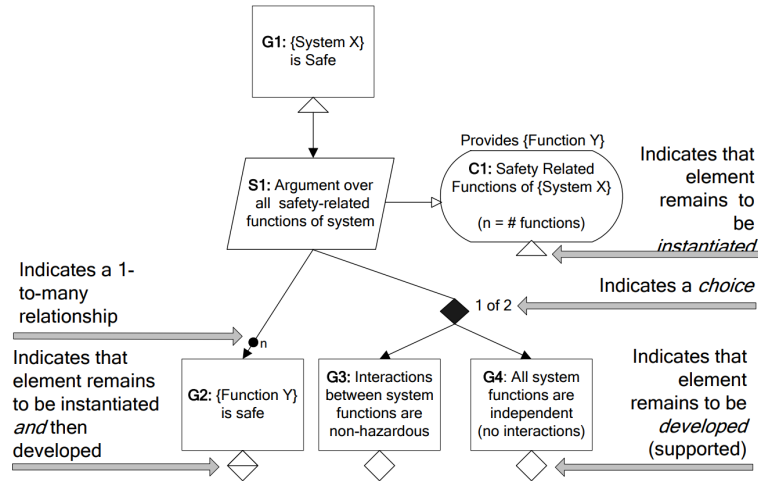 G1: {System X}
is Safe
Provides {Function Y}
S1: Argument over
all safety-related
functions of system
C1: Safety Related
Functions of {System X}
(n = # functions)
Indicates that
element
remains to
be
instantiated
Indicates a 1-
to-many
relationship
Indicates a choice
1 of 2
n
Indicates that
element remains
to be instantiated
and then
developed
G2: {Function Y}
is safe
G3: Interactions
between system
functions are
non-hazardous
G4: All system
functions are
independent
(no interactions)
Indicates that
element
remains to be
developed
(supported)